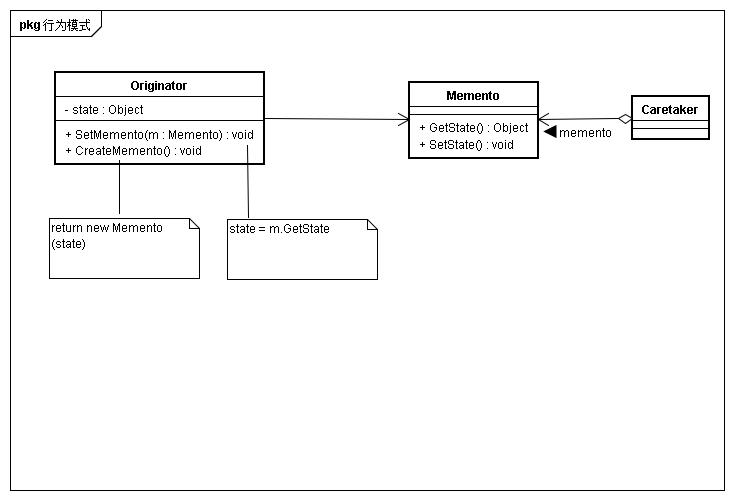 pkg 行为模式
Originator
- state : Object
+ SetMemento(m : Memento) : void
+ CreateMemento() : void
Memento
+ GetState() : Object
+ SetState() : void
Caretaker
memento
return new Memento
(state)
state = m.GetState